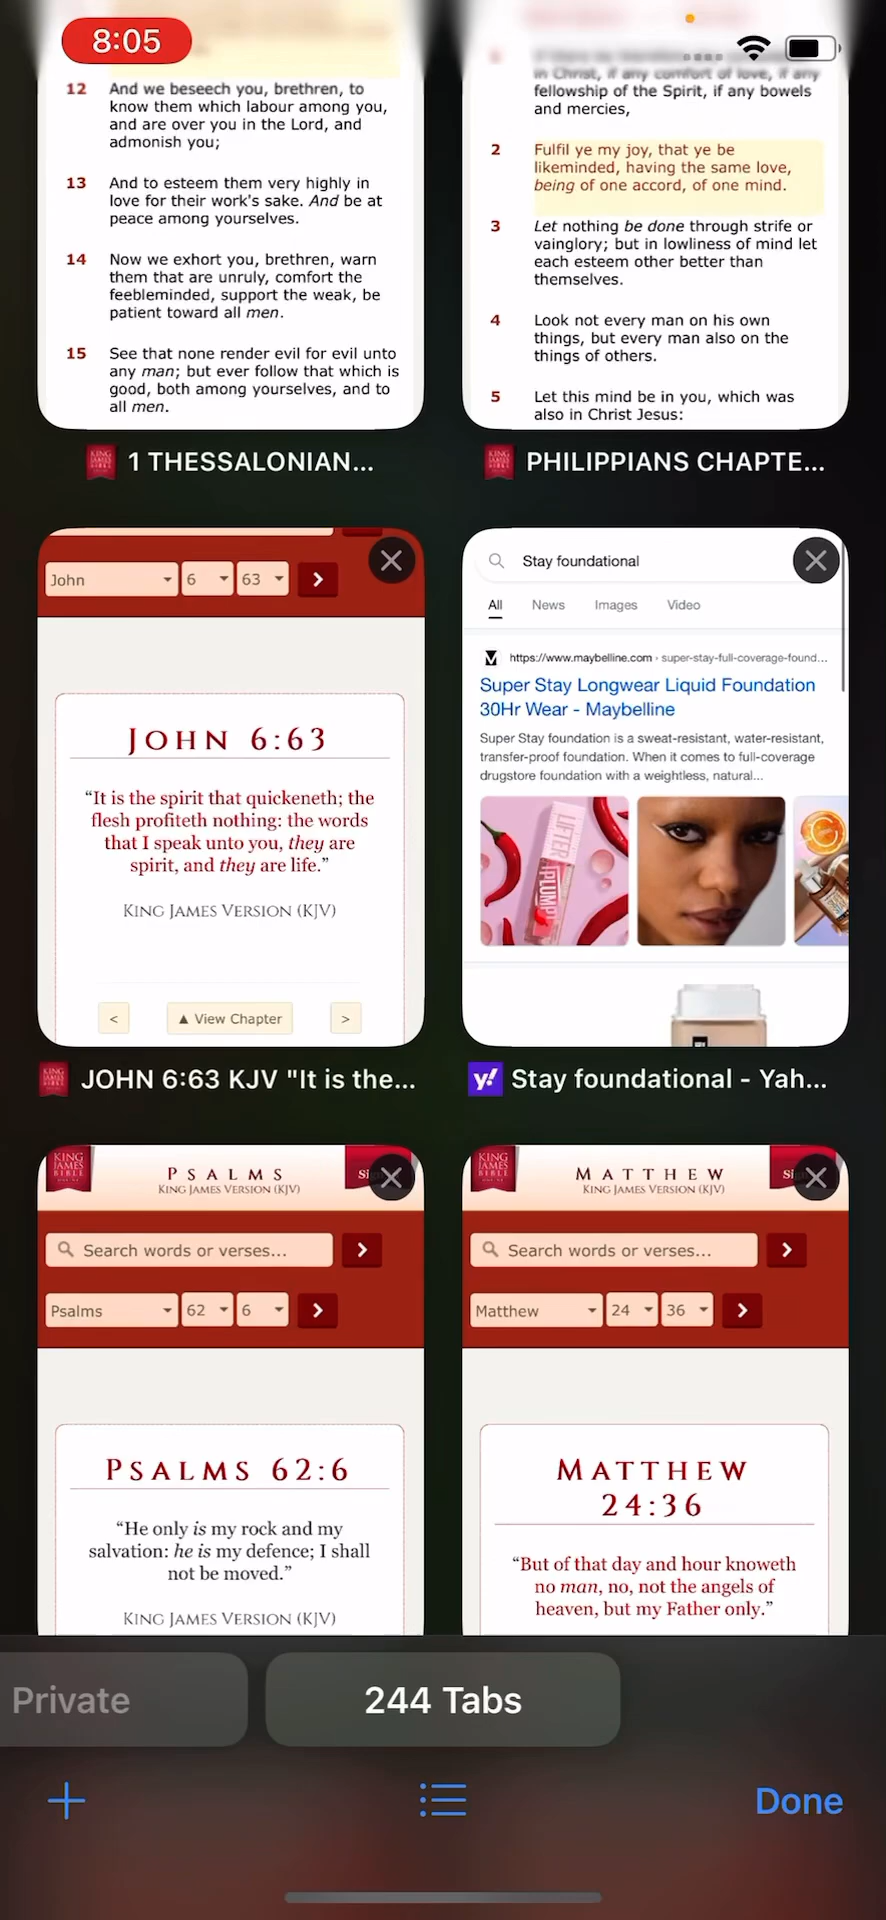 8:05
12 And we beseech you, brethren, to
know them which labour among you,
and are over you in the Lord, and
admonish you;
13 And to esteem them very highly in
love for their work's sake. And be at
peace among yourselves.
14 Now we exhort you, brethren, warn
them that are unruly, comfort the
feebleminded, support the weak, be
patient toward all men.
15 See that none render evil for evil unto
any man; but ever follow that which is
good, both among yourselves, and to
all men.
1 THESSALONIAN...
in Christ, if any comfort of love, if any
fellowship of the Spirit, if any bowels
and mercies,
2 Fulfil ye my joy, that ye be
likeminded, having the same love,
being of one accord, of one mind.
3 Let nothing be done through strife or
vainglory; but in lowliness of mind let
each esteem other better than
themselves.
4 Look not every man on his own
things, but every man also on the
things of others.
5 Let this mind be in you, which was
also in Christ Jesus:
PHILIPPIANS CHAPTE...
John 6 63
JOHN 6:63
“It is the spirit that quickeneth; the
flesh profiteth nothing: the words
that I speak unto you, they are
spirit, and they are life.”
KING JAMES VERSION (KJV)
< ▲ View Chapter >
JOHN 6:63 KJV "It is the...
Stay foundational
All News Images Video
https://www.maybelline.com › super-stay-full-coverage-found...
Super Stay Longwear Liquid Foundation
30Hr Wear - Maybelline
Super Stay foundation is a sweat-resistant, water-resistant,
transfer-proof foundation. When it comes to full-coverage
drugstore foundation with a weightless, natural...
LIFTER
PLUMP
y! Stay foundational - Yah...
KING
JAMES
BIBLE
PSALMS
KING JAMES VERSION (KJV)
Search words or verses...
Psalms 62 6
PSALMS 62:6
“He only is my rock and my
salvation: he is my defence; I shall
not be moved.”
KING JAMES VERSION (KJV)
KING
JAMES
BIBLE
MATTHEW
KING JAMES VERSION (KJV)
Search words or verses...
Matthew 24 36
MATTHEW
24:36
“But of that day and hour knoweth
no man, no, not the angels of
heaven, but my Father only.”
Private
244 Tabs
Done